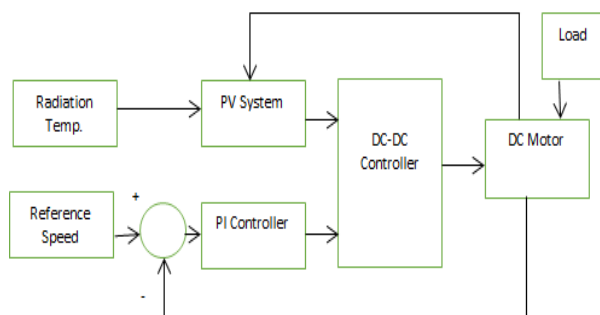 Load
Radiation
Temp.
PV System
DC-DC
Controller
DC Motor
Reference
Speed
+
PI Controller
-